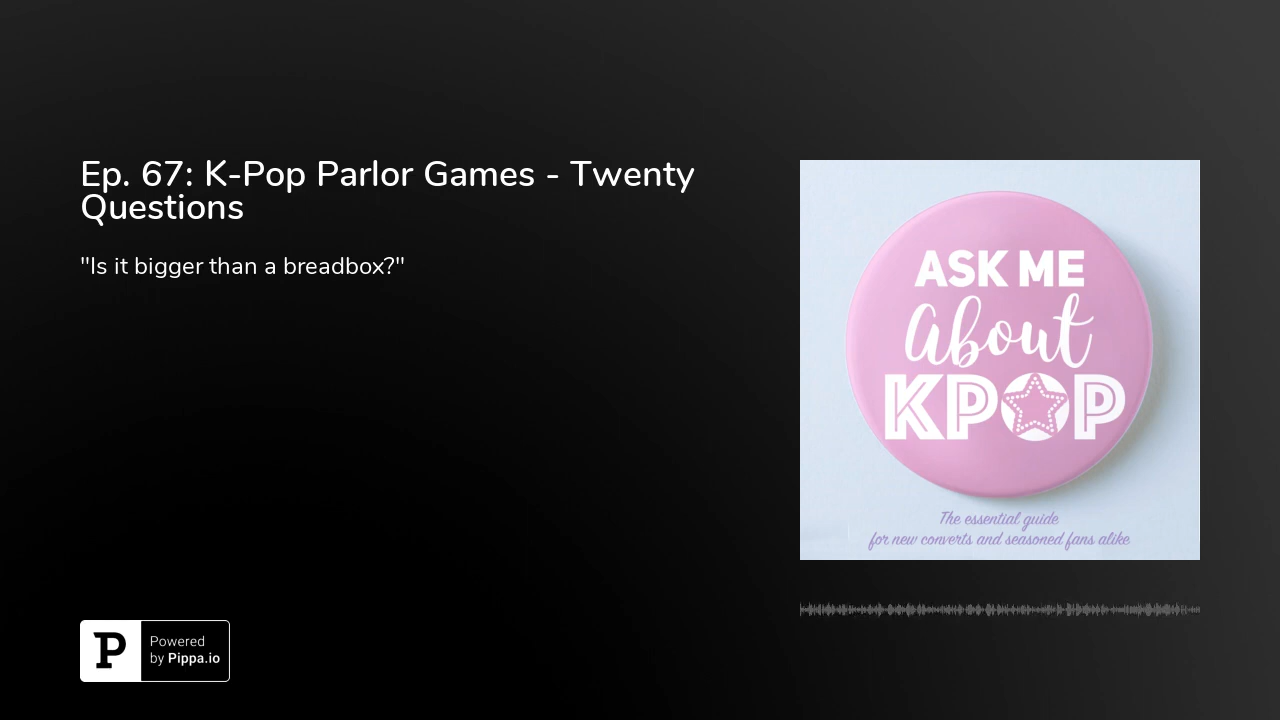 Ep. 67: K-Pop Parlor Games - Twenty
Questions
"Is it bigger than a breadbox?"
ASK ME
About
KPOP
The essential guide
for new converts and seasoned fans alike
P
Powered
by Pippa.io